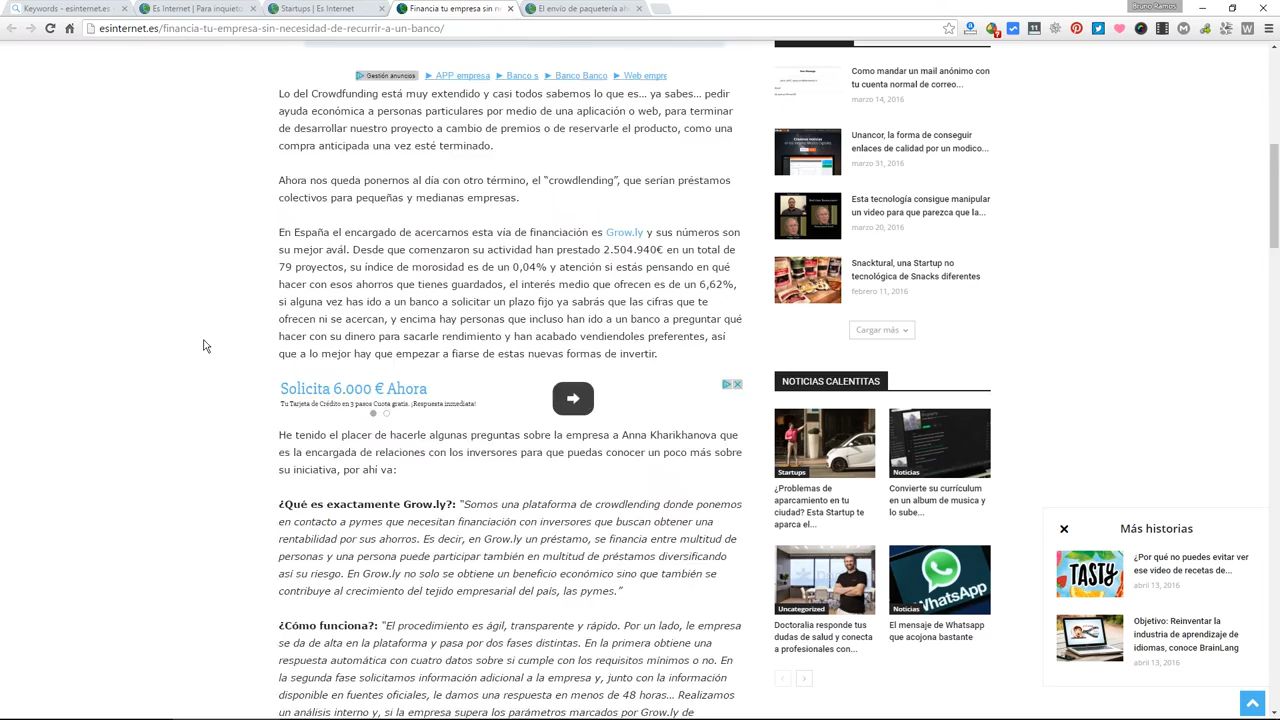 Keywords - esinternet.es
Es Internet | Para inquieto
Startups | Es Internet
Financia tu empresa sin n
El envío de paquetería ah
Bruno Ramos
esinternet.es/financia-tu-empresa-sin-necesidad-de-recurrir-a-un-banco/
Gestión anuncios
► APP empresa
► Banco s
► Banco Banco
► Web empre
Lo del Crowdfunding está muy extendido y casi todos sabemos lo que es… ya sabes… pedir
ayuda económica a personas particulares por medio de una aplicación o web, para terminar
de desarrollar nuestro proyecto a cambio de premios o de reservarle el producto, como una
compra anticipada una vez esté terminado.
Ahora nos queda ponernos al día con otro término, el “crowdlending”, que serían préstamos
colectivos para pequeñas y medianas empresas.
En España el encargado de acercarnos esta vía de financiación es Grow.ly y sus números son
su mejor avál. Desde que comenzaron su actividad han prestado 2.504.940€ en un total de
79 proyectos, su indice de morosidad es de un 0,04% y atención si estás pensando en qué
hacer con esos ahorros que tenes guardados, el interés medio que ofrecen es de un 6,62%,
si alguna vez has ido a un banco a solicitar un plazo fijo ya sabrás que las cifras que te
ofrecen ni se acercan, y encima hay personas que incluso han ido a un banco a preguntar qué
hacer con su dinero para sacarle rendimiento y han acabado vendiendoles preferentes, así
que a lo mejor hay que empezar a fiarse de estas nuevas formas de invertir.
Solicita 6.000 € Ahora
Tu Tarjeta de Crédito en 3 pasos Cuota gratis. ¡Respuesta inmediata!
He tenido el placer de hacerle algunas preguntas sobre la empresa a Anna Kharikhanova que
es la encargada de relaciones con los inversores para que puedas conocer un poco más sobre
su iniciativa, por ahí va:
¿Qué es exactamente Grow.ly?: “Somos una plataforma de crowdlending donde ponemos
en contacto a pymes que necesitan financiación con inversores que buscan obtener una
rentabilidad por sus ahorros. Es decir, en Grow.ly un préstamo, se financia entre multitud de
personas y una persona puede participar también en multitud de préstamos diversificando
así su riesgo. En Grow.ly no solo se obtiene un beneficio económico sino que también se
contribuye al crecimiento del tejido empresarial del país, las pymes.”
¿Cómo funciona?: “El procedimiento es ágil, transparente y rápido. Por un lado, le empresa
se da de alta en la plataforma y pasa por dos fases distintas. En la primera obtiene una
respuesta automática con cuatro datos sobre si cumple con los requisitos mínimos o no. En
la segunda fase solicitamos información adicional a la empresa y, junto con la información
disponible en fuentes oficiales, le damos una respuesta en menos de 48 horas… Realizamos
un análisis interno y, si la empresa supera los parámetros marcados por Grow.ly de
Como mandar un mail anónimo con
tu cuenta normal de correo...
marzo 14, 2016
Unancor, la forma de conseguir
enlaces de calidad por un modico...
marzo 31, 2016
Esta tecnología consigue manipular
un video para que parezca que la...
marzo 20, 2016
Snacktural, una Startup no
tecnológica de Snacks diferentes
febrero 11, 2016
Cargar más
NOTICIAS CALENTITAS
Startups
¿Problemas de
aparcamiento en tu
ciudad? Esta Startup te
aparca el...
Noticias
Convierte su currículum
en un album de musica y
lo sube...
Uncategorized
Doctoralia responde tus
dudas de salud y conecta
a profesionales con...
WhatsApp
Noticias
El mensaje de Whatsapp
que acojona bastante
Más historias
TASTY
¿Por qué no puedes evitar ver
ese video de recetas de...
abril 13, 2016
Objetivo: Reinventar la
industria de aprendizaje de
idiomas, conoce BrainLang
abril 13, 2016